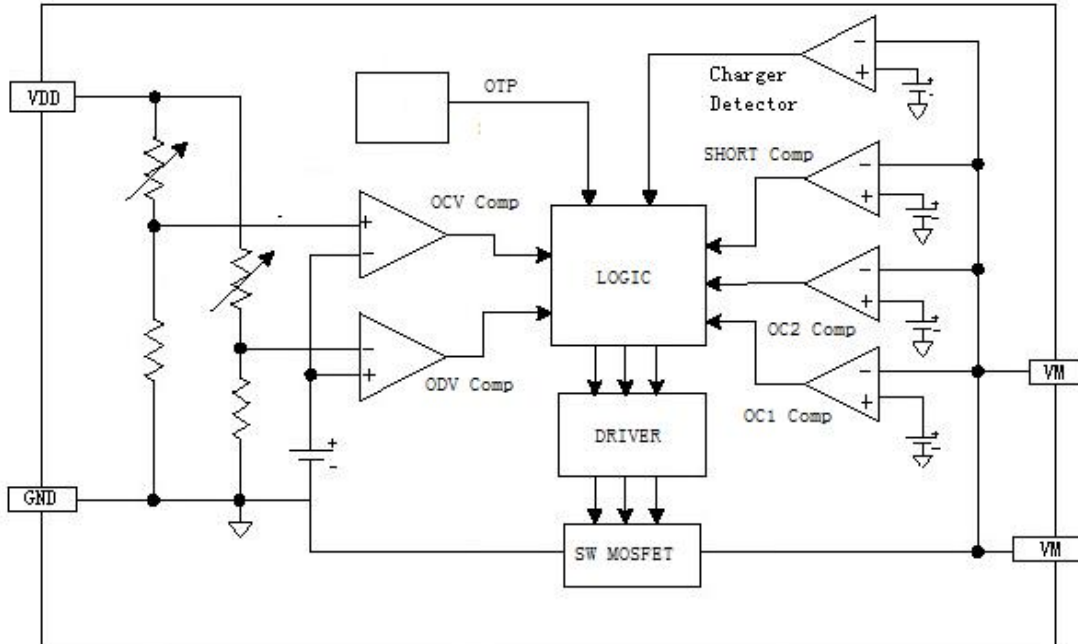 VDD
GND
OTP
Charger
Detector
SHORT Comp
OCV Comp
LOGIC
OC2 Comp
ODV Comp
OC1 Comp
VM
DRIVER
SW MOSFET
VM